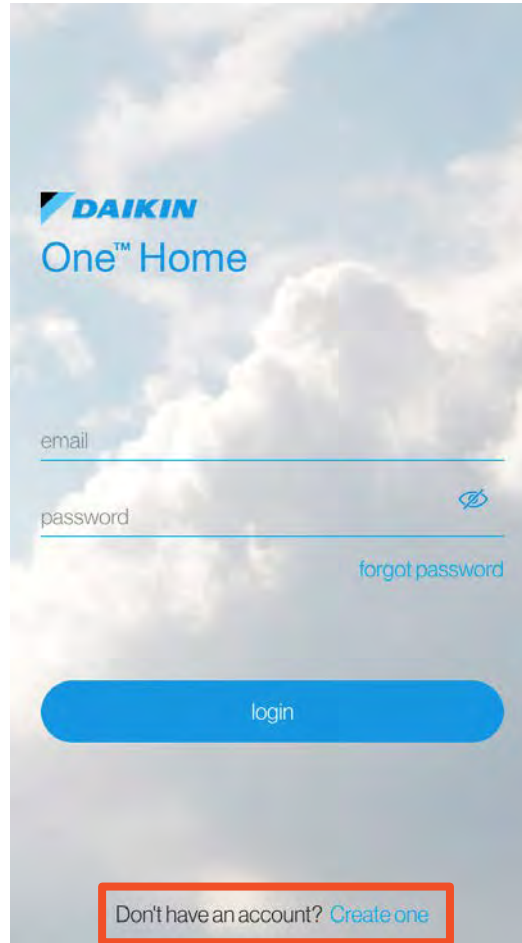 DAIKIN
One™ Home
email
password
forgot password
login
Don't have an account? Create one